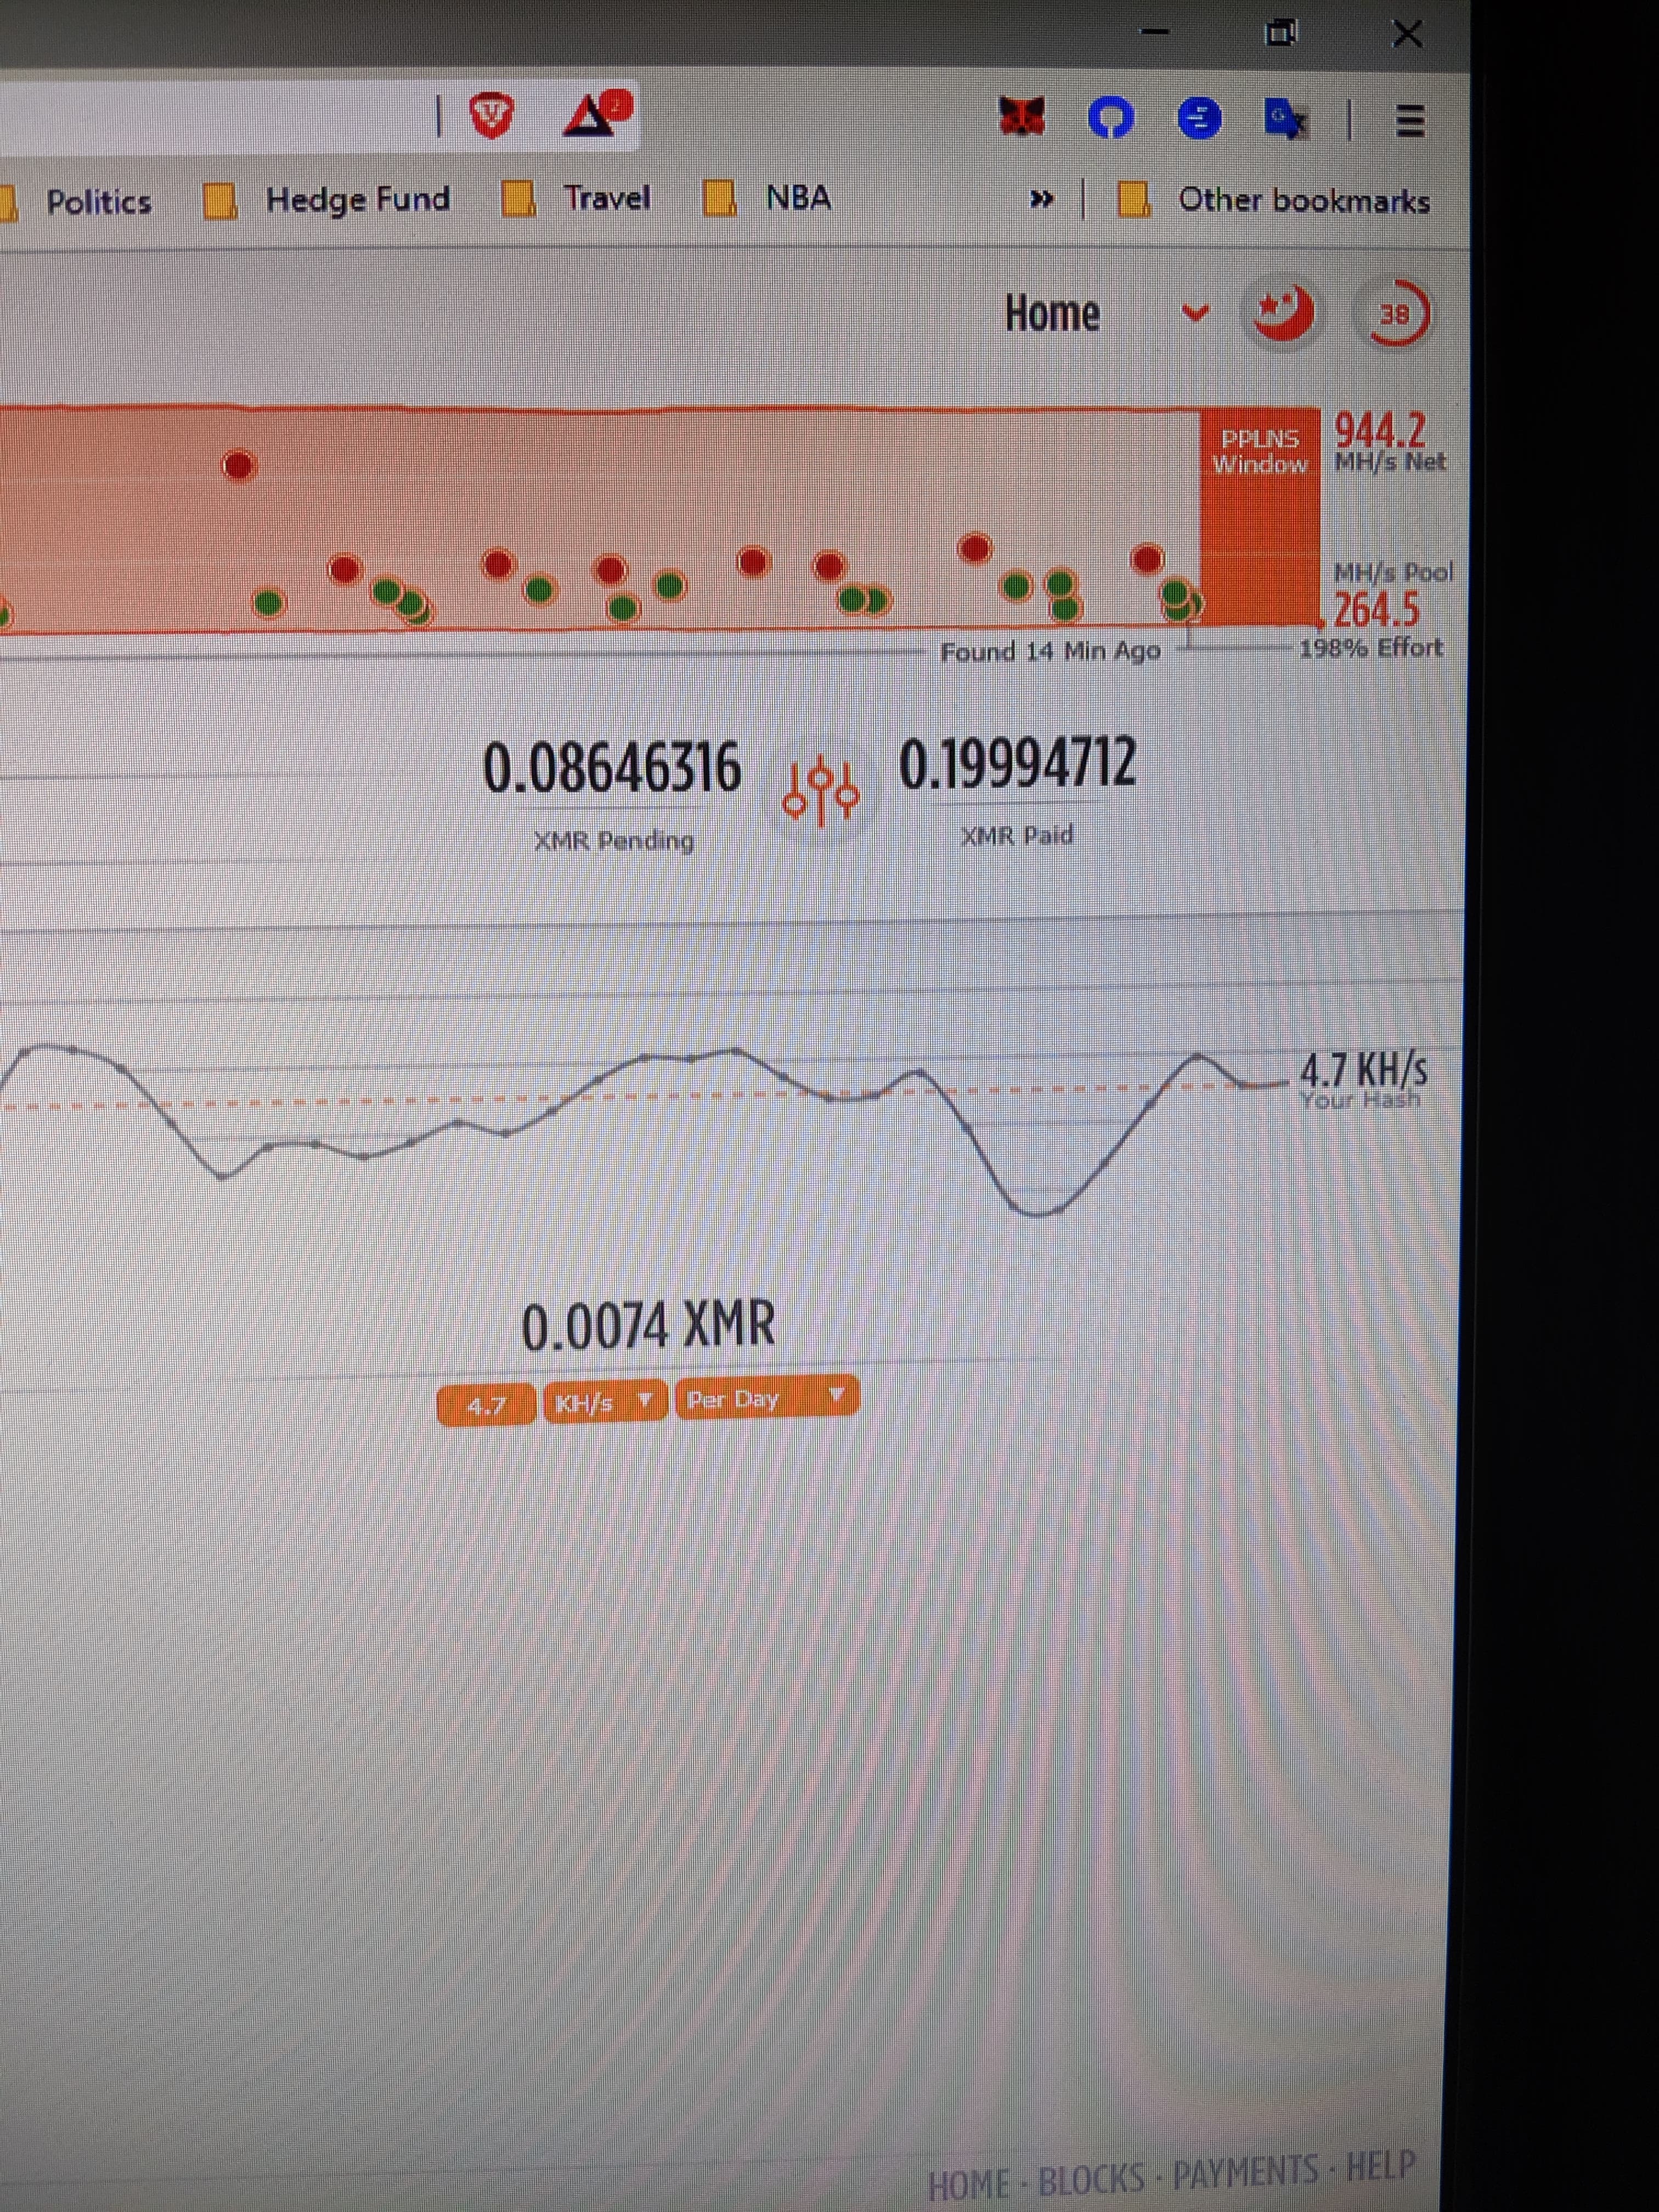 2
Politics Hedge Fund Travel NBA » Other bookmarks
Home 38
PPLNS
Window
944.2
MH/s Net
MH/s Pool
264.5
Found 14 Min Ago 198% Effort
0.08646316 0.19994712
XMR Pending XMR Paid
4.7 KH/s
Your Hash
0.0074 XMR
4.7 KH/s Per Day
HOME · BLOCKS · PAYMENTS · HELP